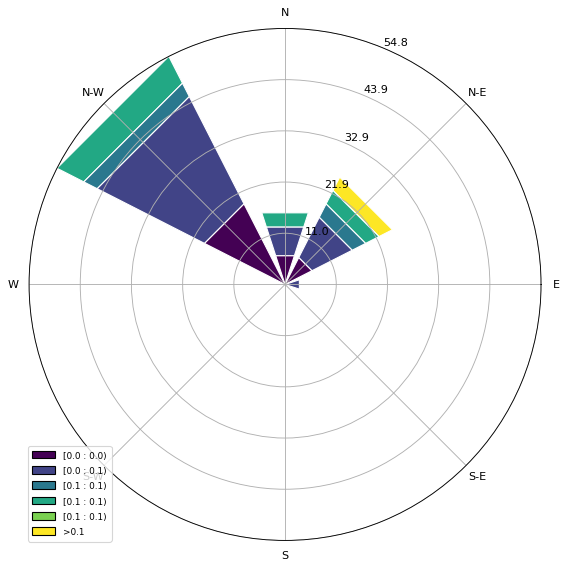 N
54.8
N-W
43.9
N-E
32.9
21.9
11.0
W
E
[0.0 : 0.0)
[0.0 : 0.1)
[0.1 : 0.1)
[0.1 : 0.1)
[0.1 : 0.1)
>0.1
S-W
S-E
S